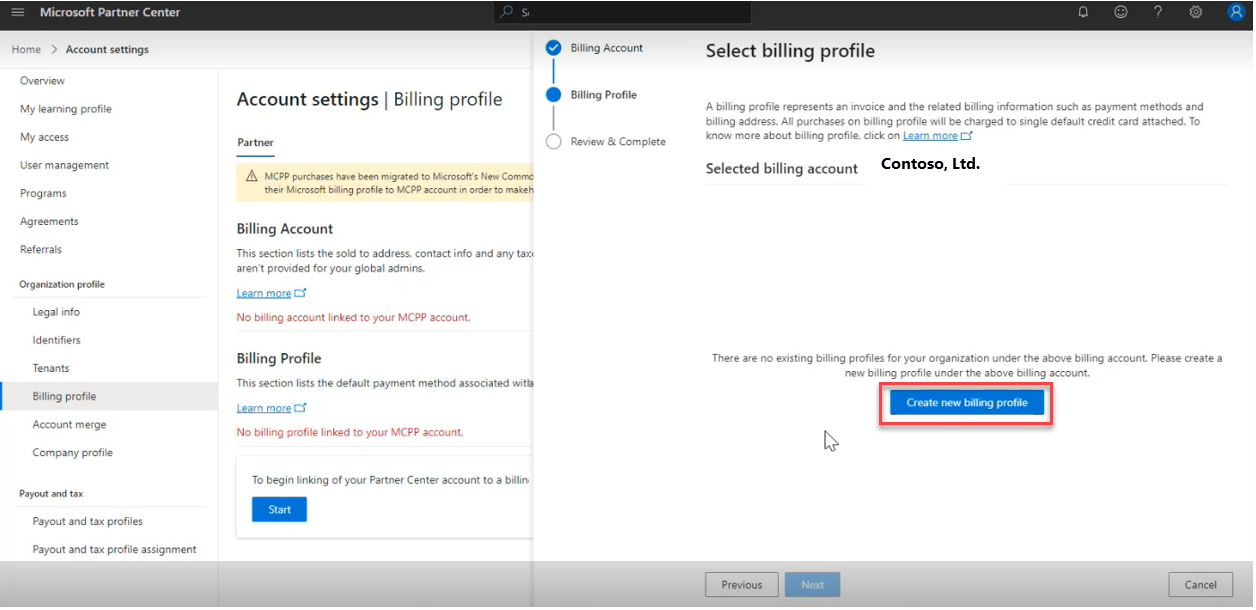 Microsoft Partner Center
Home > Account settings
Overview
My learning profile
My access
User management
Programs
Agreements
Referrals
Organization profile
Legal info
Identifiers
Tenants
Billing profile
Account merge
Company profile
Payout and tax
Payout and tax profiles
Payout and tax profile assignment
Account settings | Billing profile
Partner
MCPP purchases have been migrated to Microsoft's New Commo
their Microsoft billing profile to MCPP account in order to makeh
Billing Account
This section lists the sold to address, contact info and any tax
aren't provided for your global admins.
Learn more
No billing account linked to your MCPP account.
Billing Profile
This section lists the default payment method associated with
Learn more
No billing profile linked to your MCPP account.
To begin linking of your Partner Center account to a billin
Start
Billing Account
Billing Profile
Review & Complete
Select billing profile
A billing profile represents an invoice and the related billing information such as payment methods and
billing address. All purchases on billing profile will be charged to single default credit card attached. To
know more about billing profile, click on Learn more
Selected billing account Contoso, Ltd.
There are no existing billing profiles for your organization under the above billing account. Please create a
new billing profile under the above billing account.
Create new billing profile
Previous
Next
Cancel